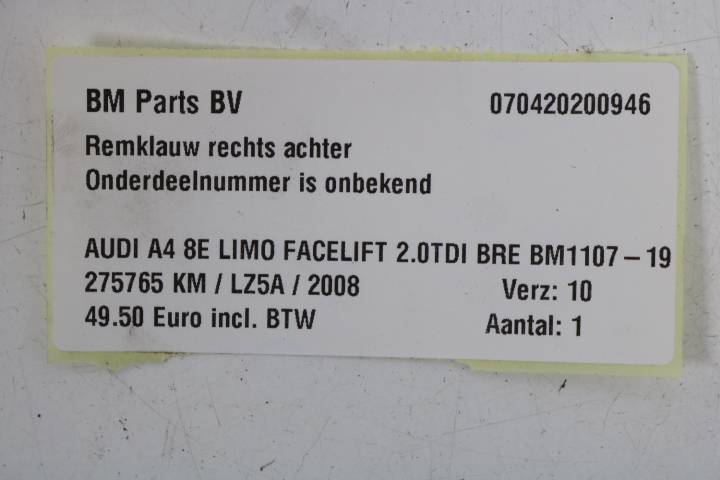 BM Parts BV 070420200946
Remklauw rechts achter
Onderdeelnummer is onbekend
AUDI A4 8E LIMO FACELIFT 2.0TDI BRE BM1107-19
275765 KM / LZ5A / 2008 Verz: 10
49.50 Euro incl. BTW Aantal: 1